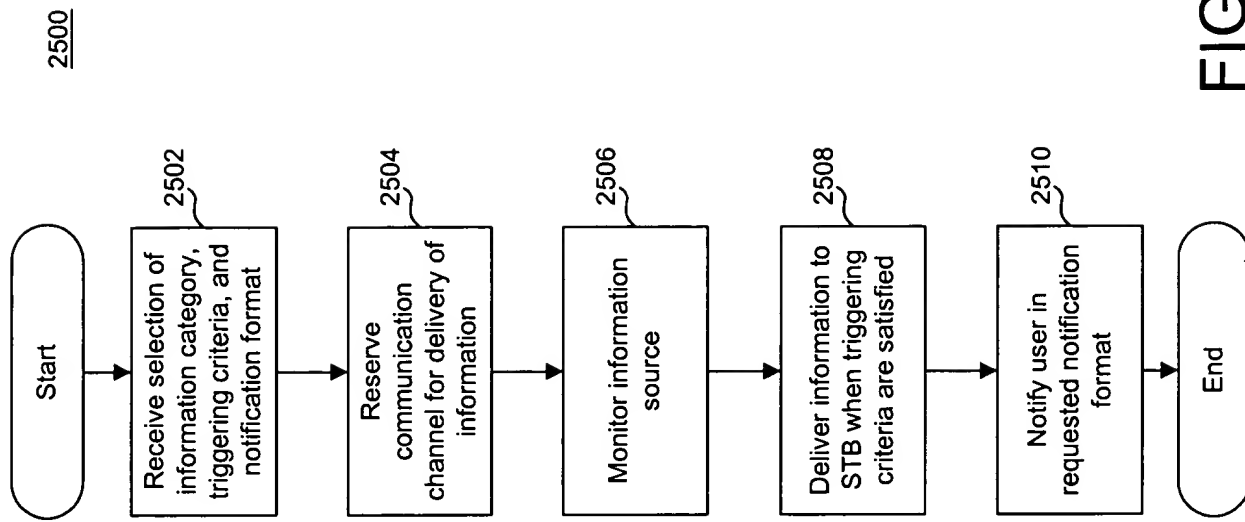 2500
Start
2502
Receive selection of
information category,
triggering criteria, and
notification format
2504
Reserve
communication
channel for delivery of
information
2506
Monitor information
source
2508
Deliver information to
STB when triggering
criteria are satisfied
2510
Notify user in
requested notification
format
End
FIG